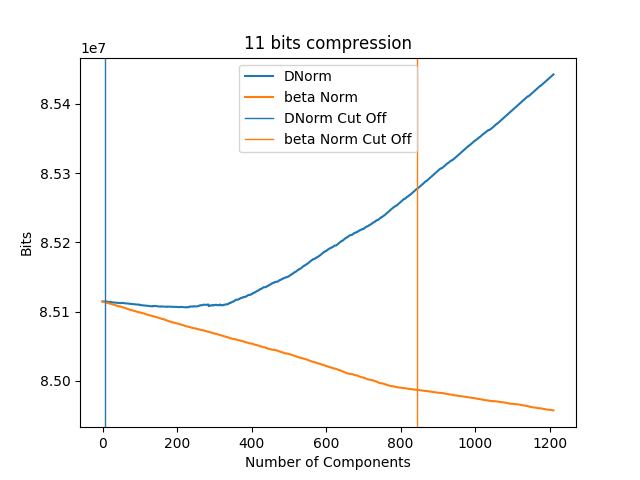 11 bits compression
1e7
DNorm
beta Norm
DNorm Cut Off
beta Norm Cut Off
8.54
8.53
8.52
8.51
8.50
Bits
0 200 400 600 800 1000 1200
Number of Components